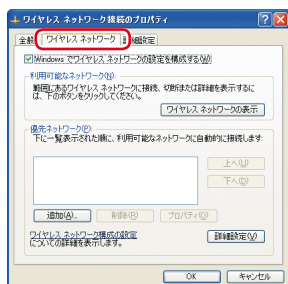 ワイヤレス ネットワーク接続のプロパティ
全般 ワイヤレス ネットワーク 詳細設定
Windows でワイヤレス ネットワークの設定を構成する(W)
利用可能なネットワーク(N):
範囲にあるワイヤレス ネットワークに接続、切断または詳細を表示するに
は、下のボタンをクリックしてください。
ワイヤレス ネットワークの表示
優先ネットワーク(P):
下に一覧表示された順に、利用可能なネットワークに自動的に接続します:
上へ(U)
下へ(D)
追加(A)... 削除(R) プロパティ(O)
ワイヤレス ネットワーク構成の設定
についての詳細を表示します。
詳細設定(V)
OK キャンセル